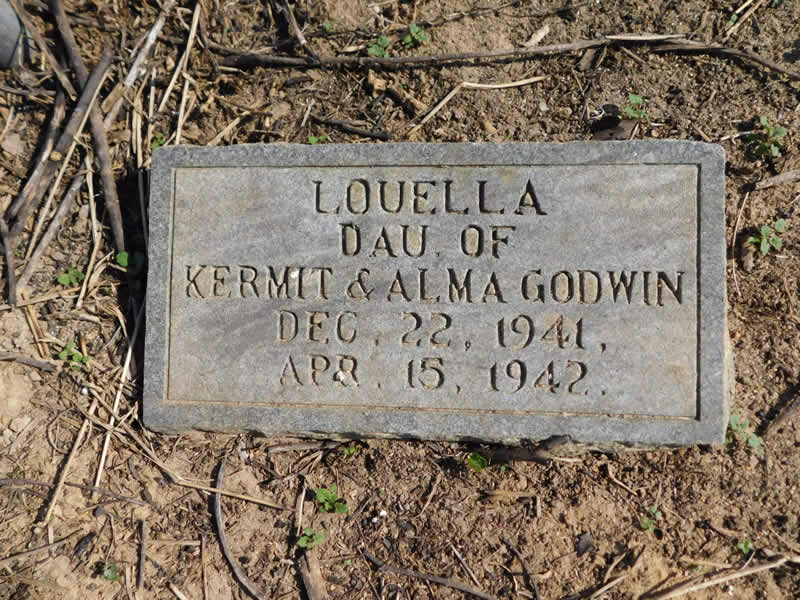 LOUELLA
DAU. OF
KERMIT & ALMA GODWIN
DEC. 22, 1941,
APR. 15, 1942.